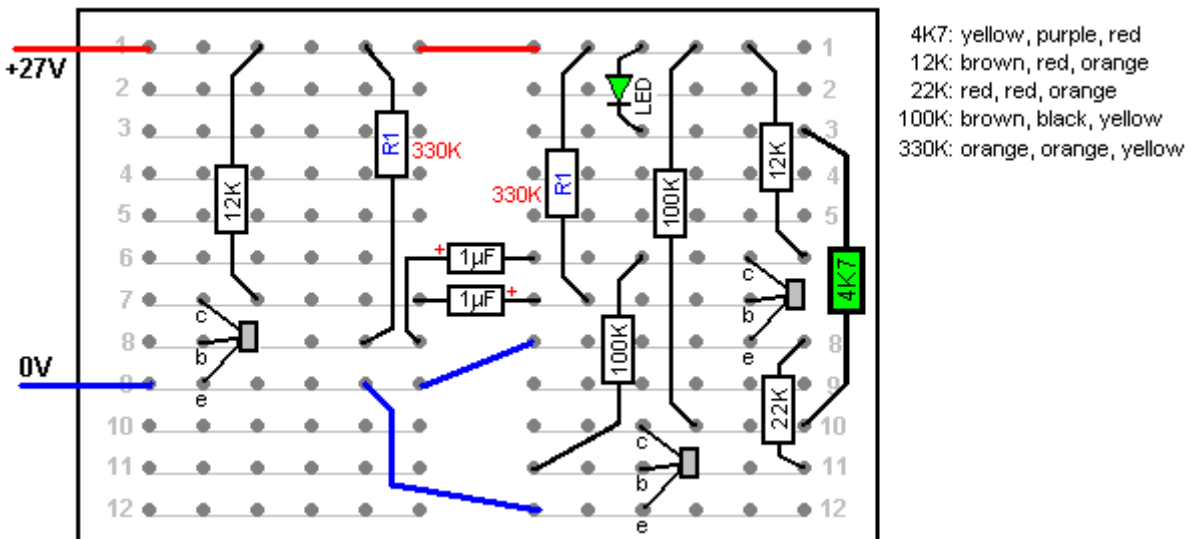 4K7: yellow, purple, red
12K: brown, red, orange
22K: red, red, orange
100K: brown, black, yellow
330K: orange, orange, yellow
+27V
0V
1 1
2 2
3 3
4 4
5 5
6 6
7 7
8 8
9 9
10 10
11 11
12 12
12K
R1
330K
+
1µF
1µF
+
330K
R1
LED
100K
100K
12K
4K7
22K
c
b
e
c
b
e
c
b
e